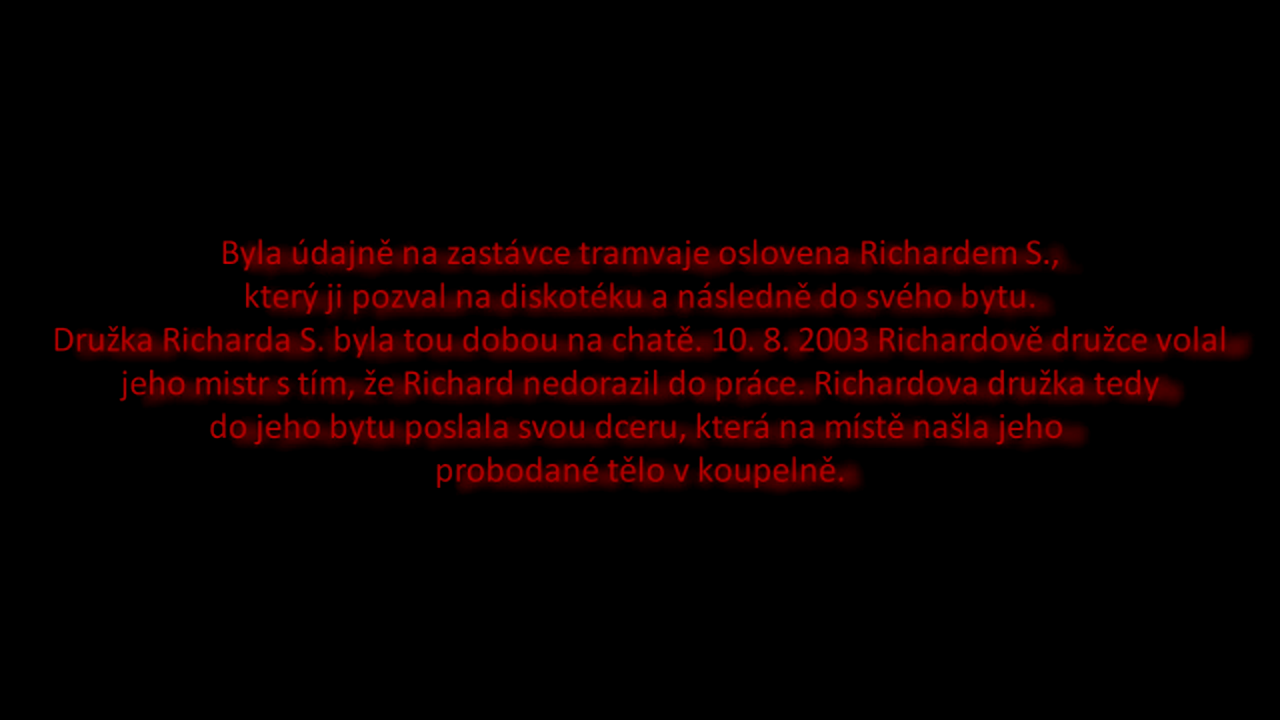 Byla údajně na zastávce tramvaje oslovena Richardem S.,
který ji pozval na diskotéku a následně do svého bytu.
Družka Richarda S. byla tou dobou na chatě. 10. 8. 2003 Richardově družce volal
jeho mistr s tím, že Richard nedorazil do práce. Richardova družka tedy
do jeho bytu poslala svou dceru, která na místě našla jeho
probodané tělo v koupelně.